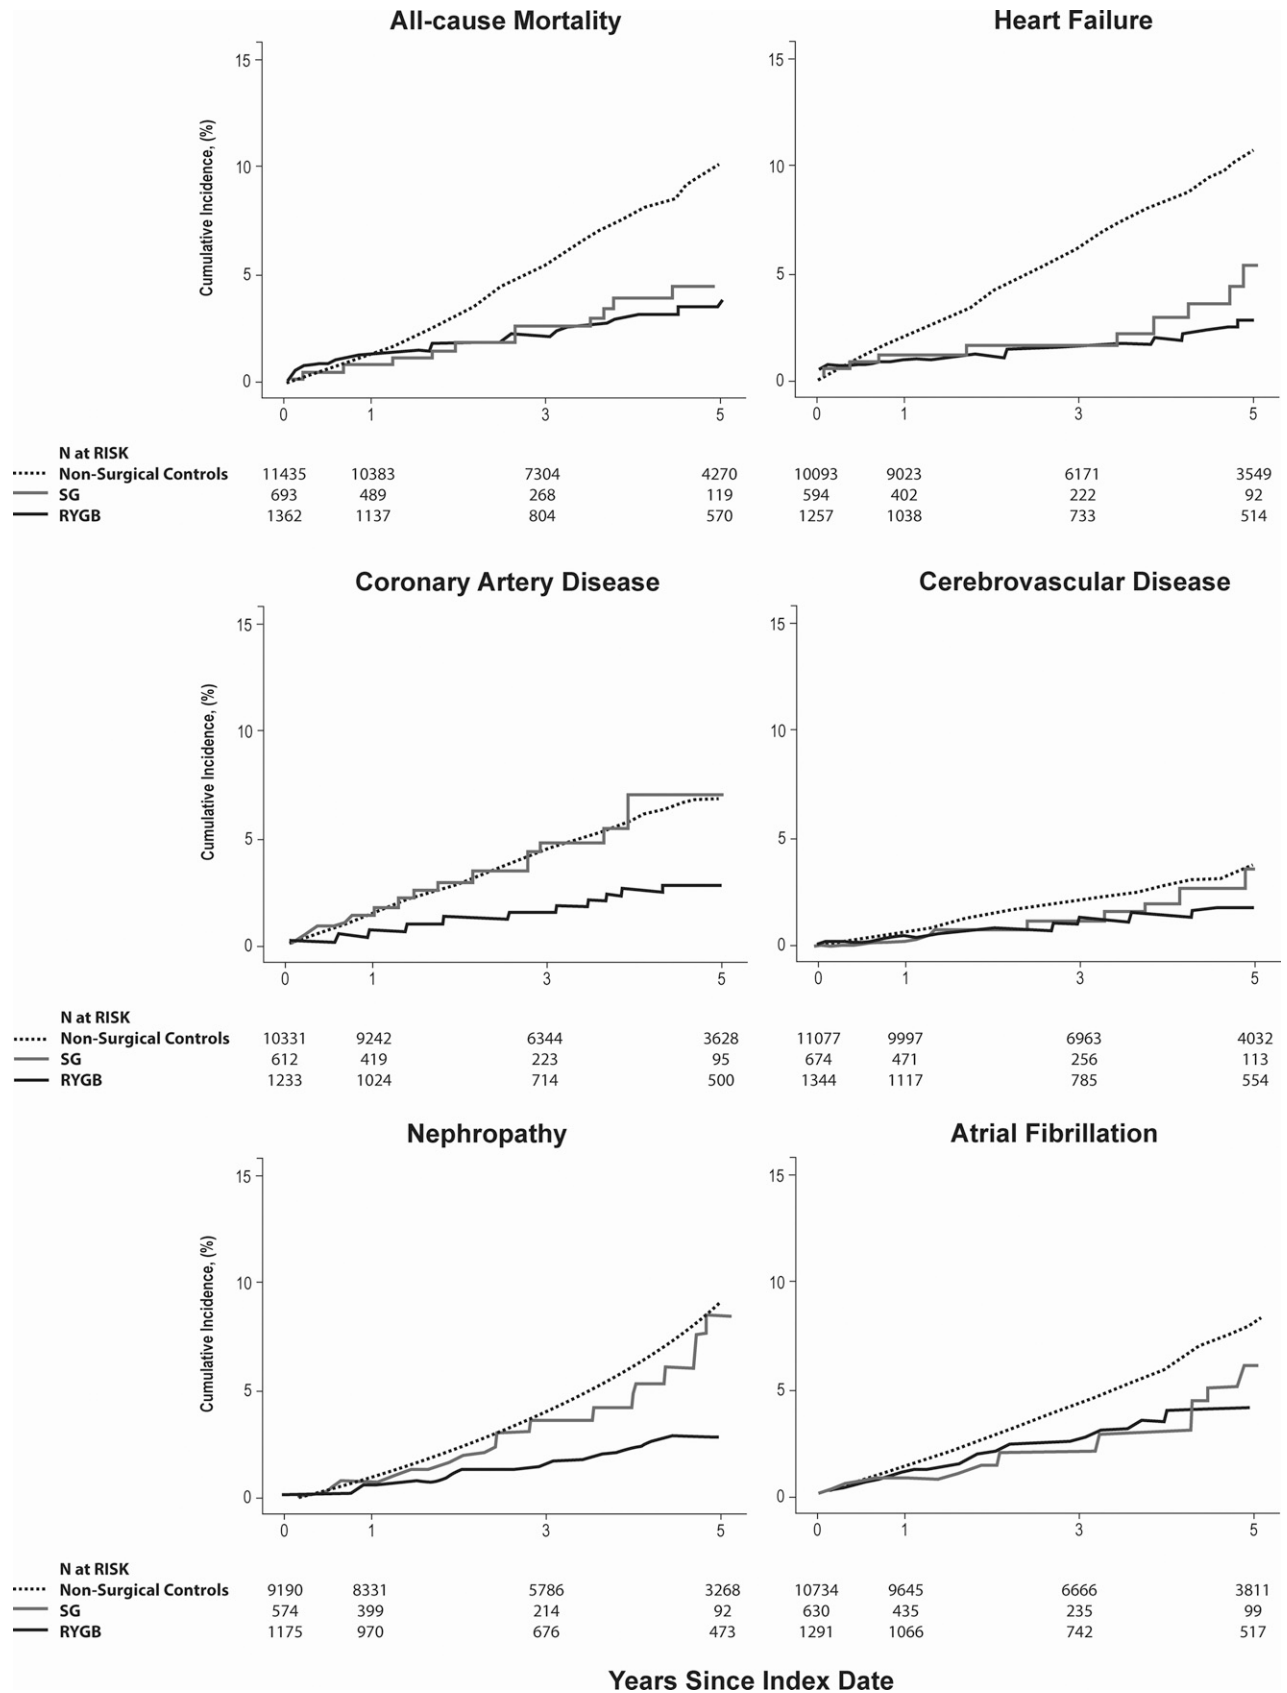 All-cause Mortality
Heart Failure
Cumulative Incidence, (%)
15
10
5
0
0 1 3 5
15
10
5
0
0 1 3 5
N at RISK
Non-Surgical Controls 11435 10383 7304 4270 10093 9023 6171 3549
SG 693 489 268 119 594 402 222 92
RYGB 1362 1137 804 570 1257 1038 733 514
Coronary Artery Disease
Cerebrovascular Disease
Cumulative Incidence, (%)
15
10
5
0
0 1 3 5
15
10
5
0
0 1 3 5
N at RISK
Non-Surgical Controls 10331 9242 6344 3628 11077 9997 6963 4032
SG 612 419 223 95 674 471 256 113
RYGB 1233 1024 714 500 1344 1117 785 554
Nephropathy
Atrial Fibrillation
Cumulative Incidence, (%)
15
10
5
0
0 1 3 5
15
10
5
0
0 1 3 5
N at RISK
Non-Surgical Controls 9190 8331 5786 3268 10734 9645 6666 3811
SG 574 399 214 92 630 435 235 99
RYGB 1175 970 676 473 1291 1066 742 517
Years Since Index Date